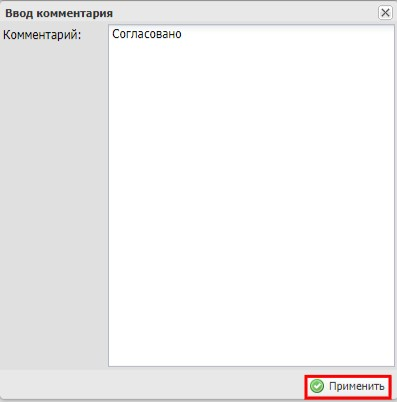 Ввод комментария
Комментарий:
Согласовано
Применить